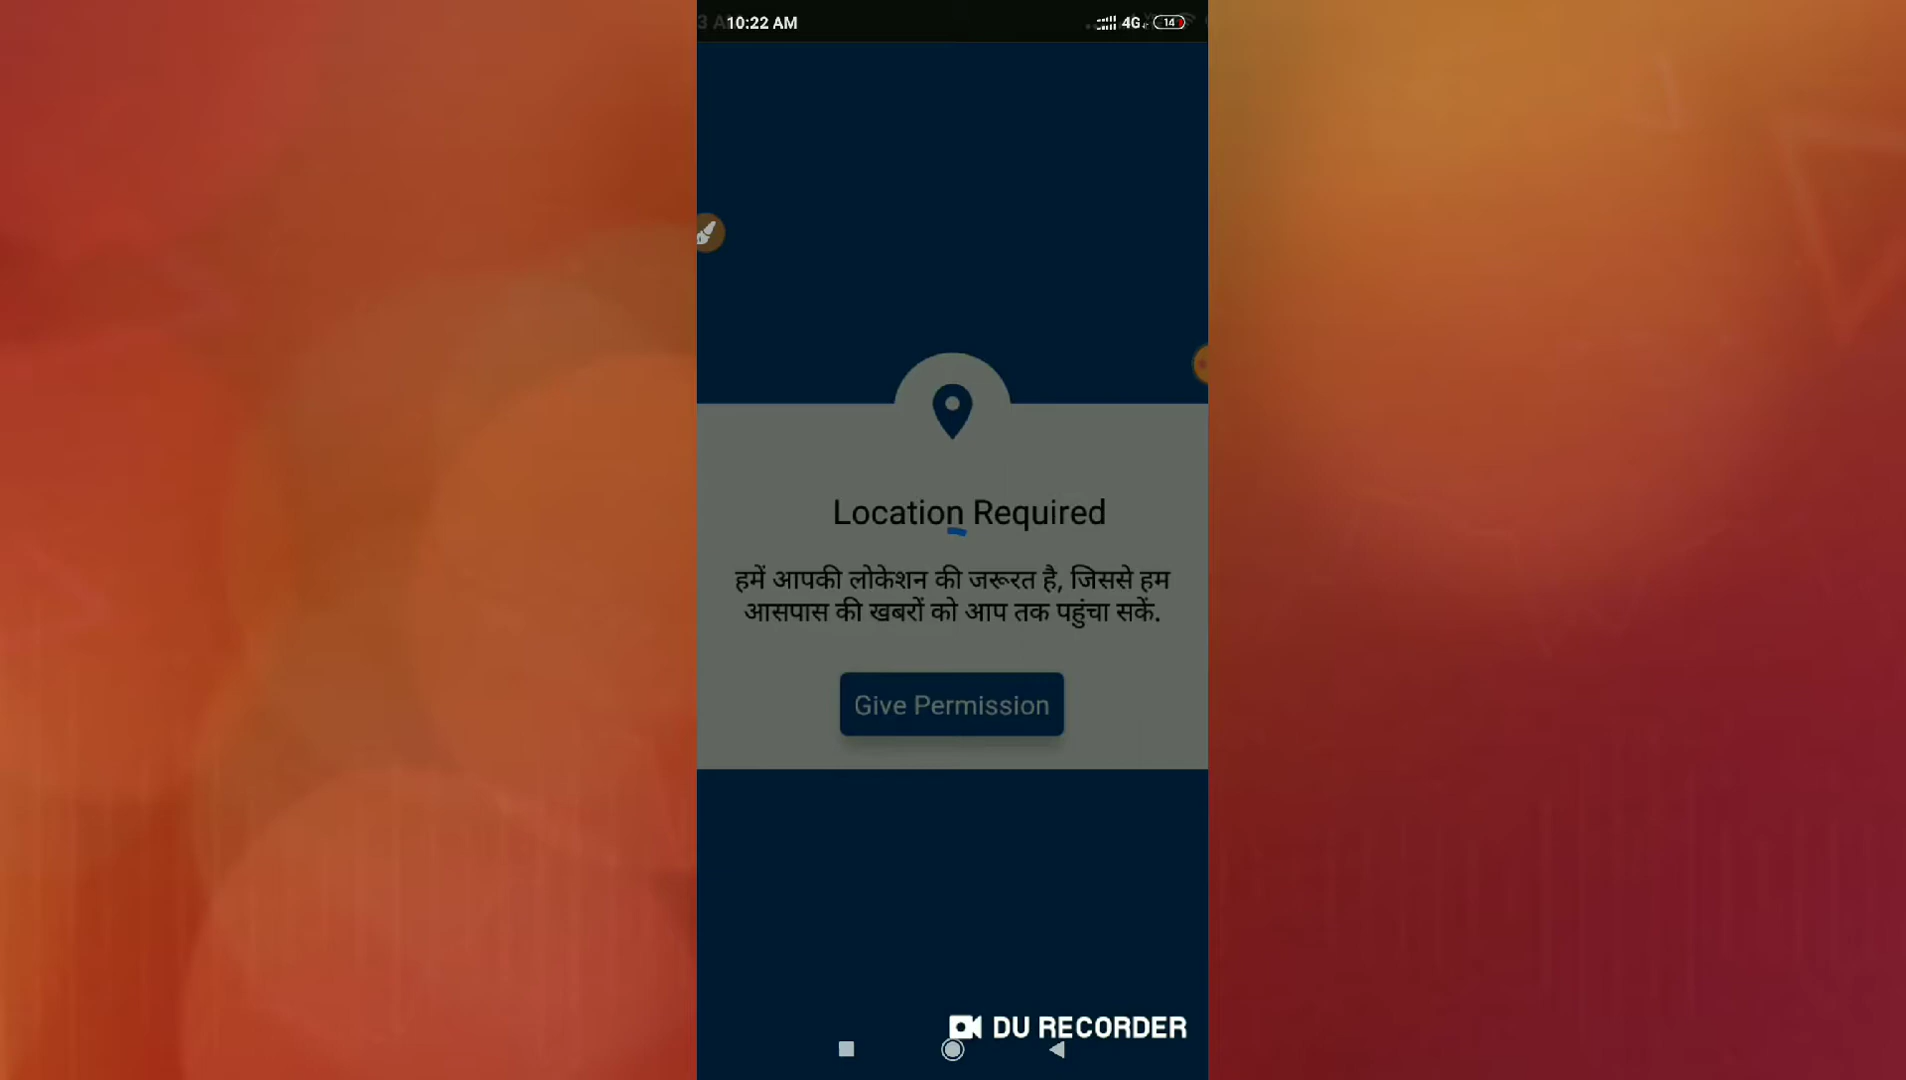 10:22 AM
4G
14
Location Required
हमें आपकी लोकेशन की जरूरत है, जिससे हम
आसपास की खबरों को आप तक पहुंचा सकें.
Give Permission
DU RECORDER